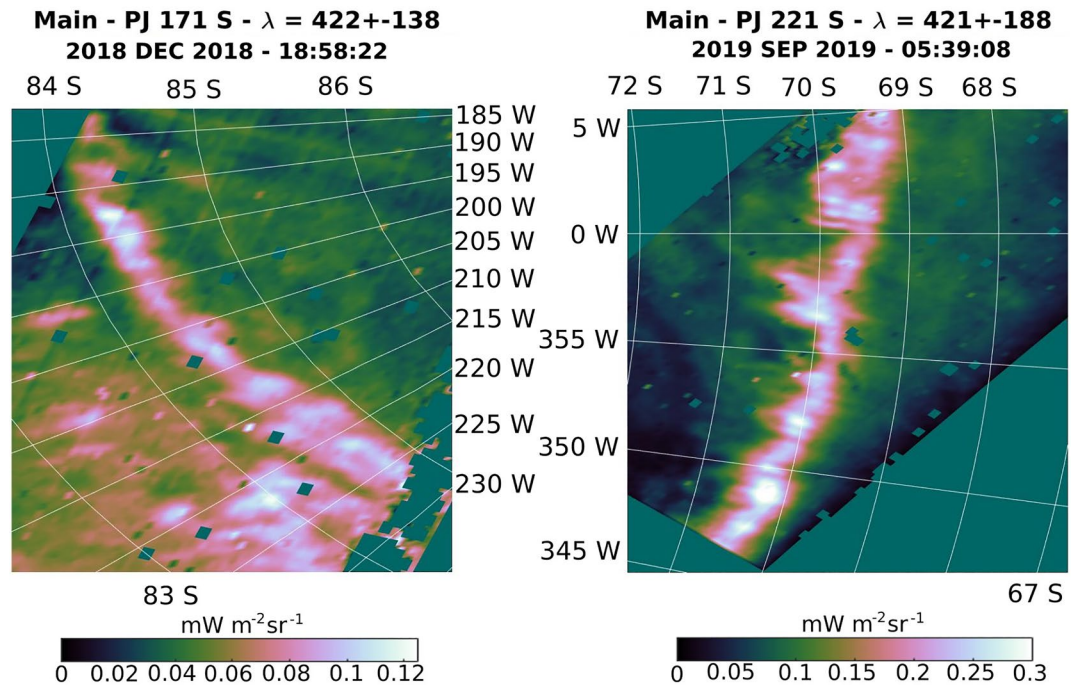 Main - PJ 171 S - λ = 422+-138
2018 DEC 2018 - 18:58:22
84 S 85 S 86 S
185 W
190 W
195 W
200 W
205 W
210 W
215 W
220 W
225 W
230 W
83 S
mW m-2sr-1
0 0.02 0.04 0.06 0.08 0.1 0.12
Main - PJ 221 S - λ = 421+-188
2019 SEP 2019 - 05:39:08
72 S 71 S 70 S 69 S 68 S
5 W
0 W
355 W
350 W
345 W
67 S
mW m-2sr-1
0 0.05 0.1 0.15 0.2 0.25 0.3